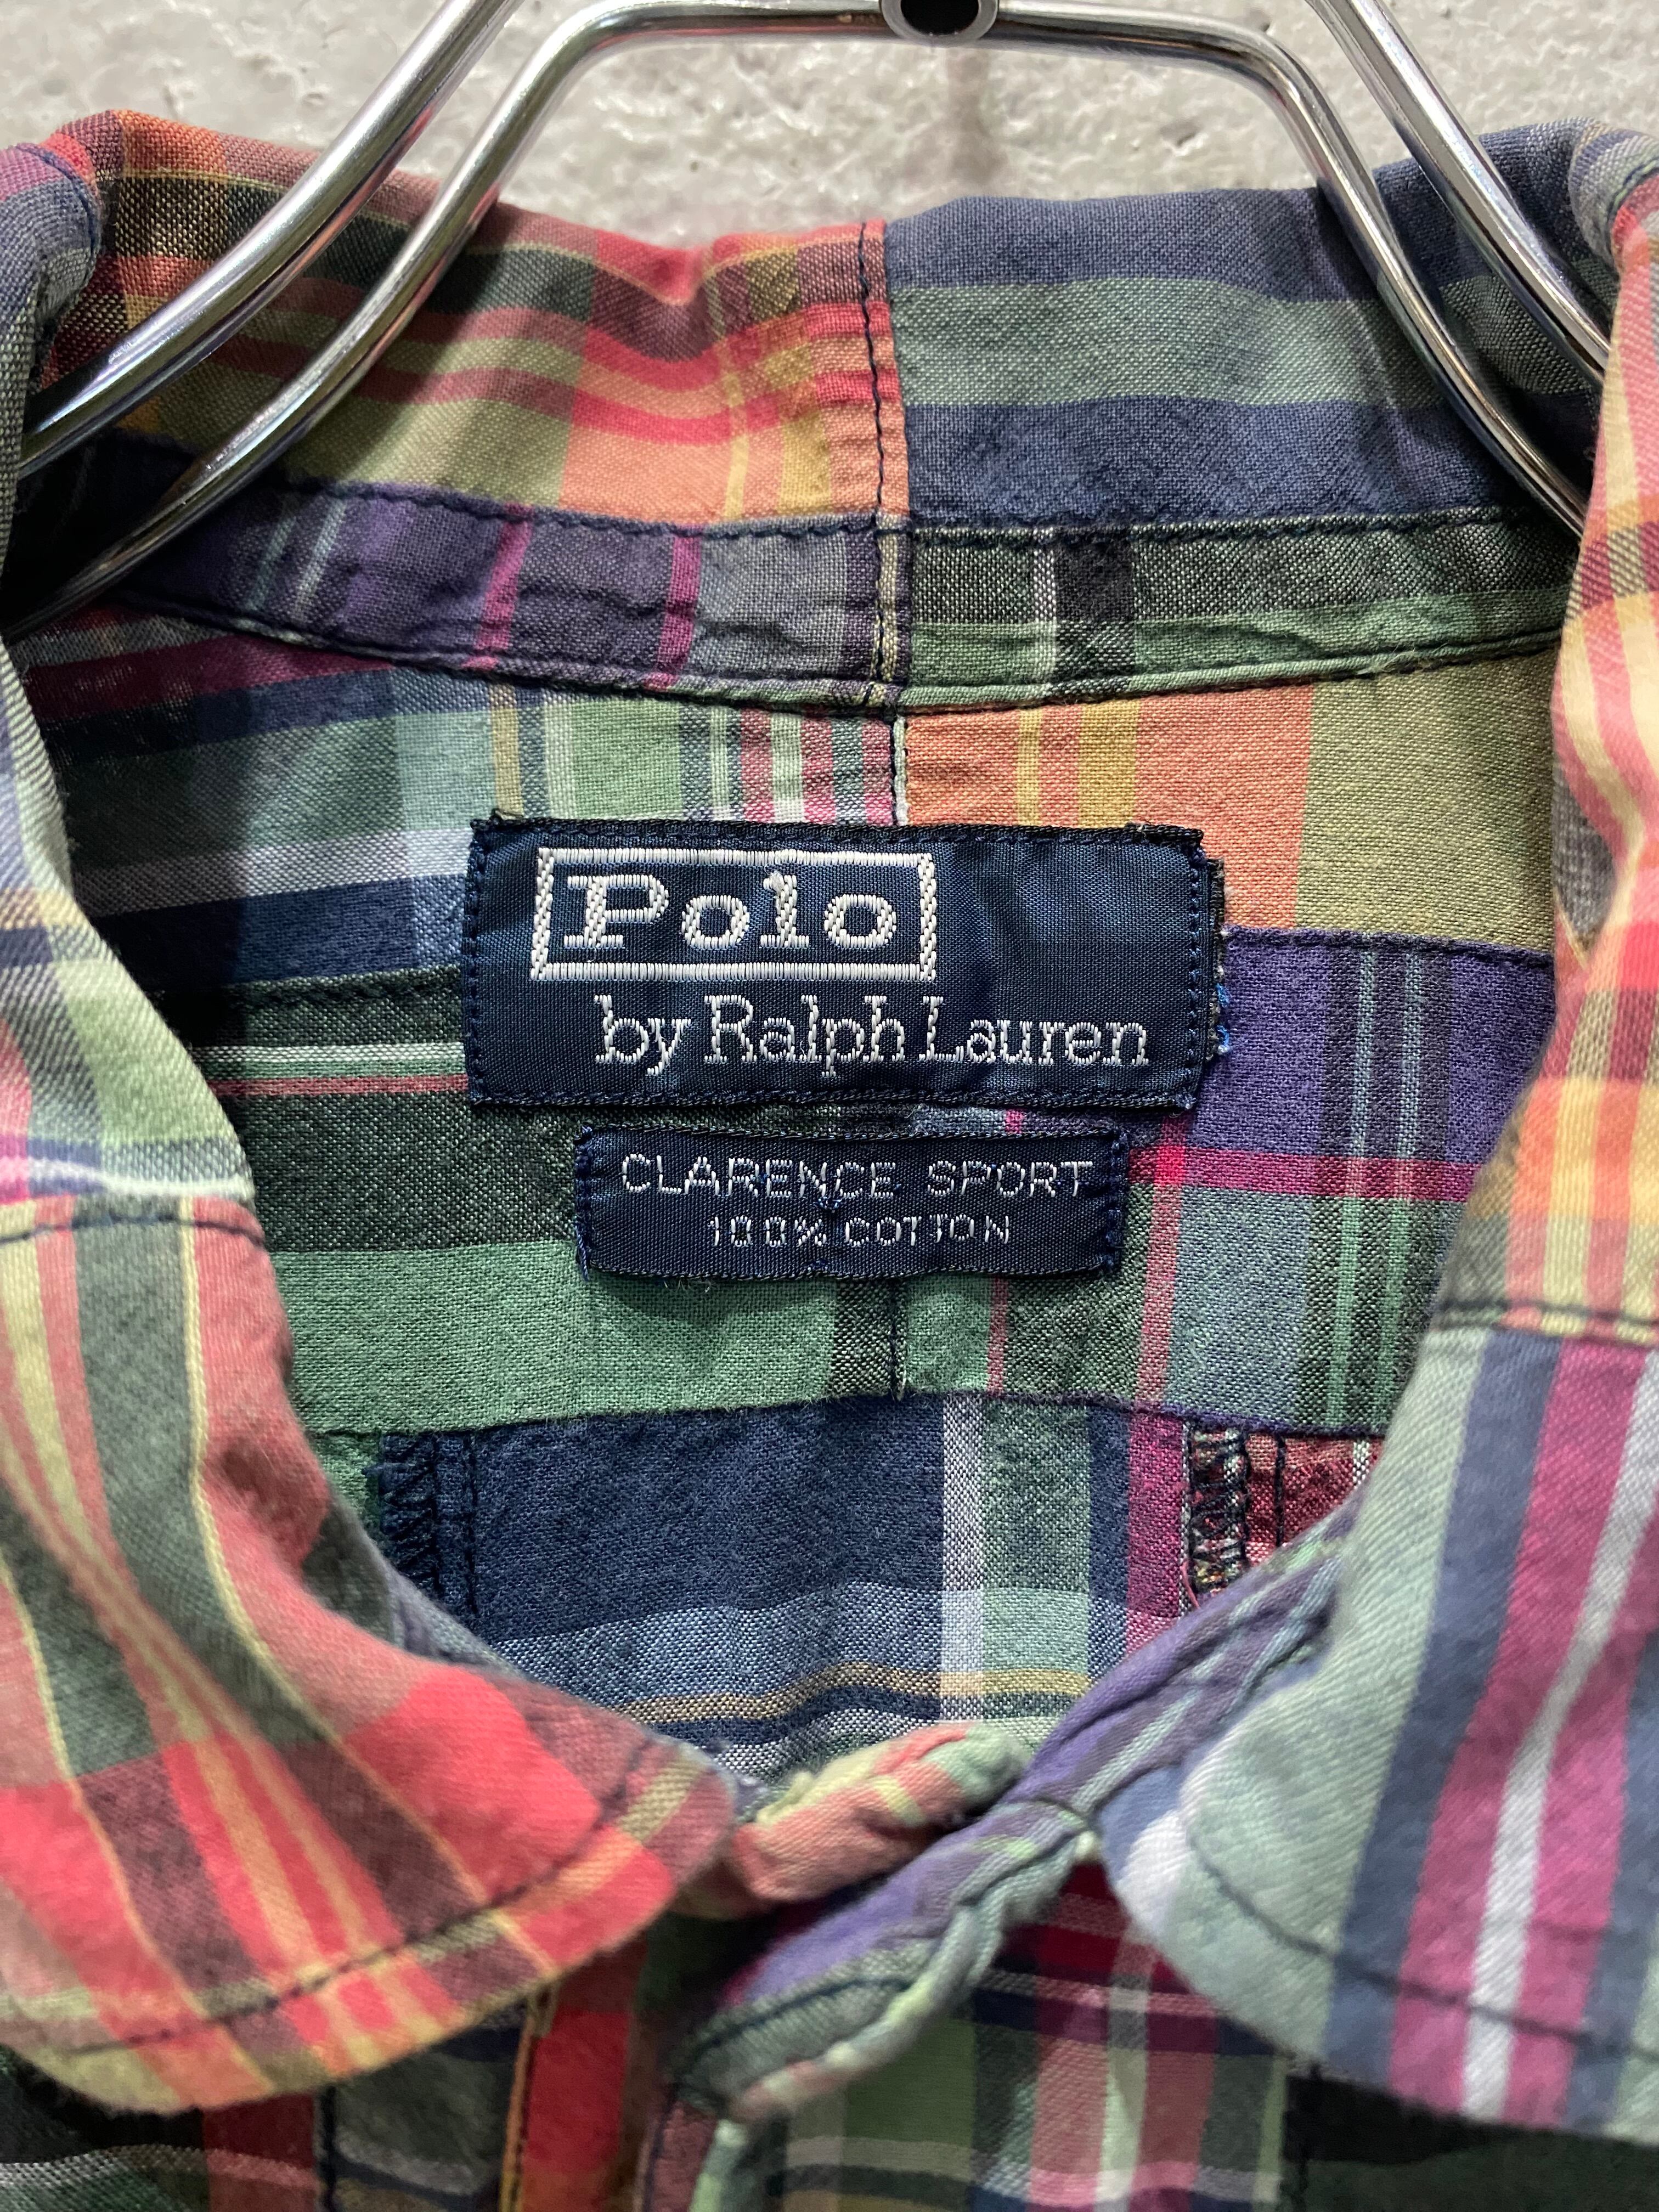 Polo
by Ralph Lauren
CLARENCE SPORT
100% COTTON